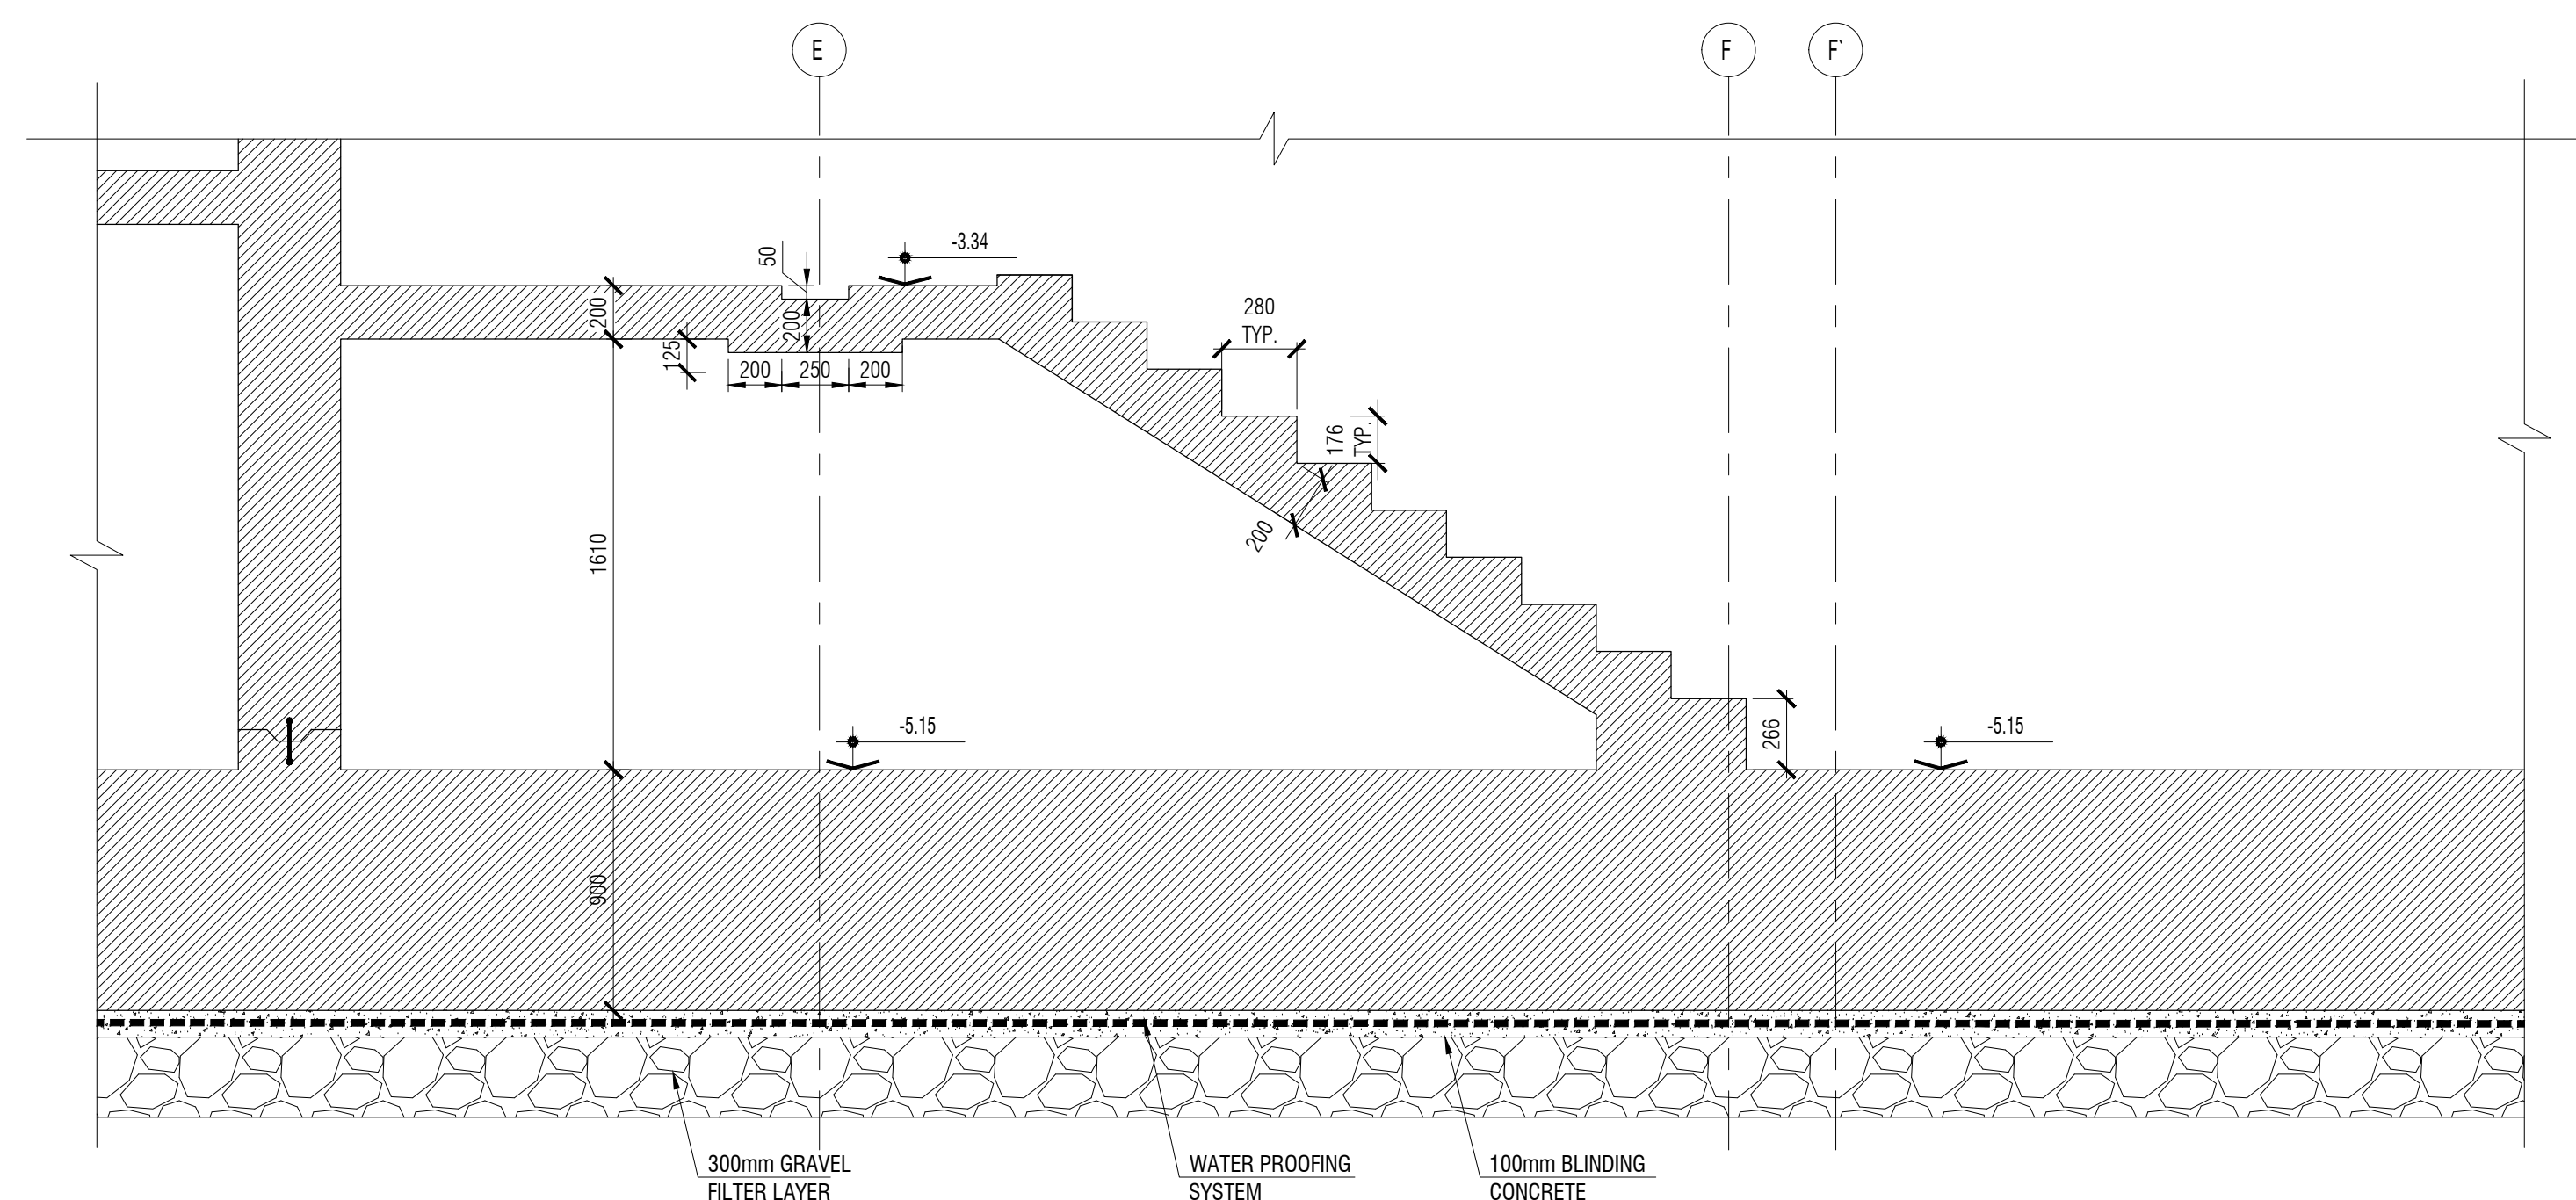 E
F
F`
-3.34
50
200
200
125
200
250
200
280
TYP.
176
TYP.
200
1610
-5.15
266
-5.15
900
300mm GRAVEL
FILTER LAYER
WATER PROOFING
SYSTEM
100mm BLINDING
CONCRETE